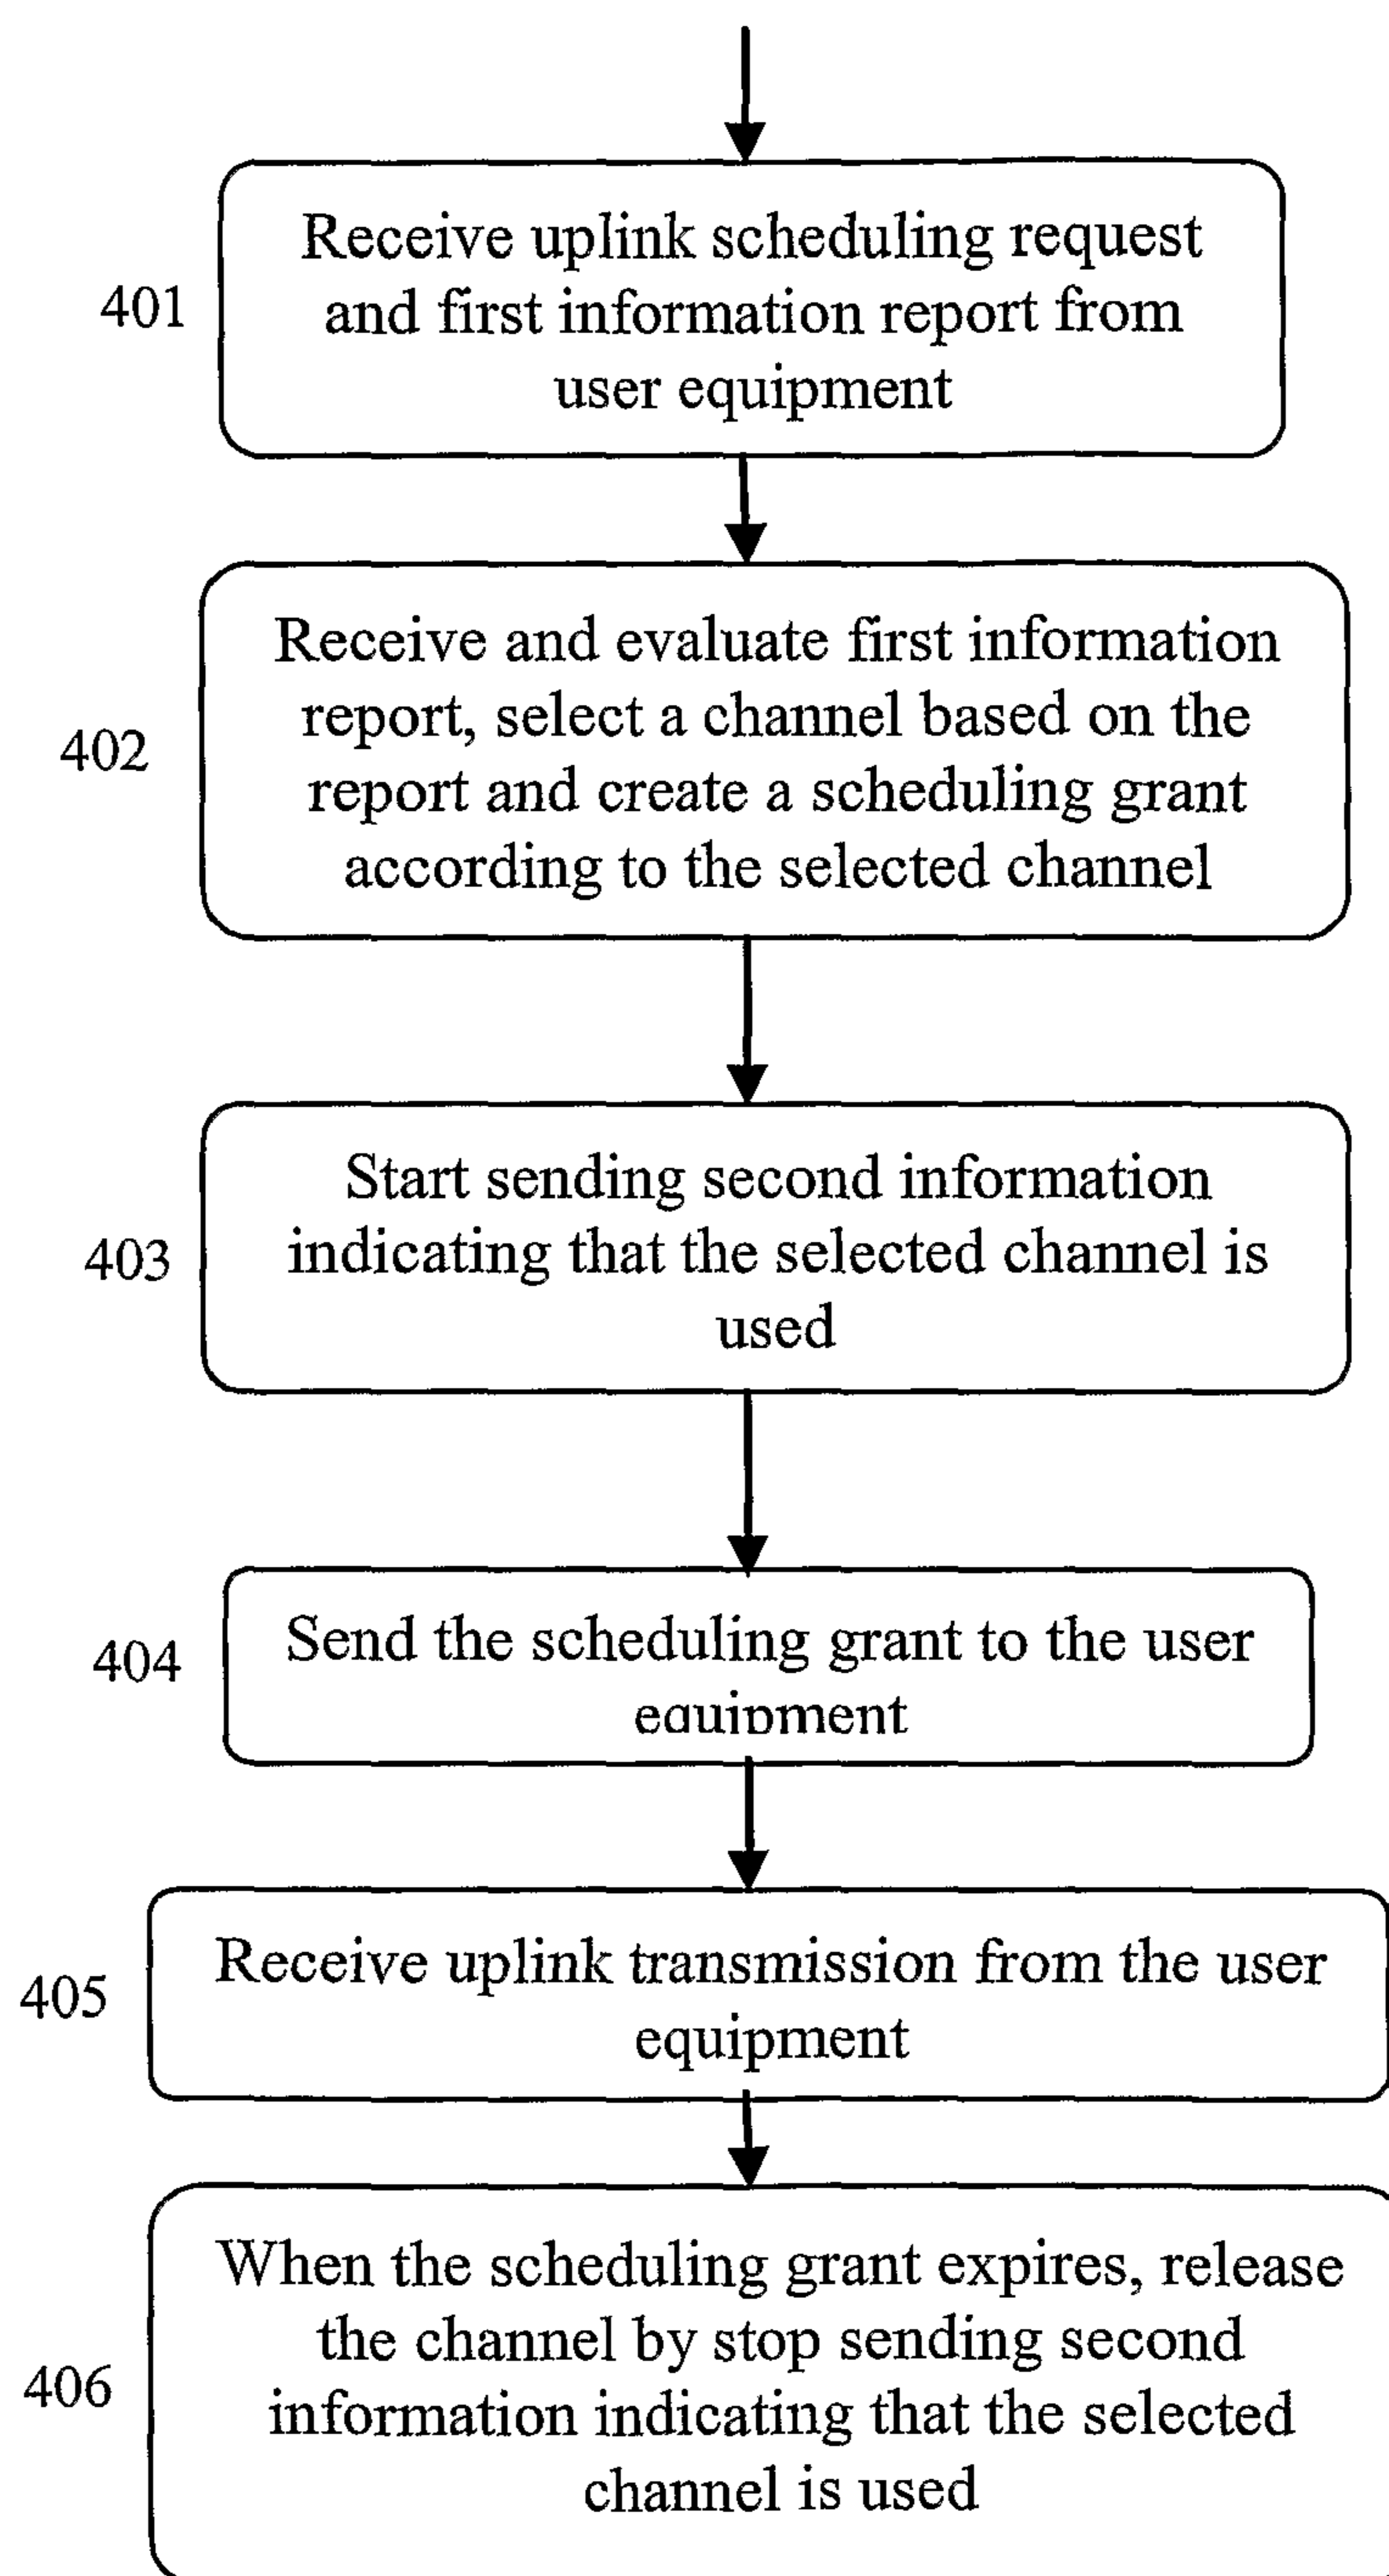 Receive uplink scheduling request
401
and first information report from
user equipment
Receive and evaluate first information
report, select a channel based on the
402
report and create a scheduling grant
according to the selected channel
Start sending second information
403
indicating that the selected channel is
used
Send the scheduling grant to the user
404
equipment
Receive uplink transmission from the user
405
equipment
When the scheduling grant expires, release
the channel by stop sending second
406
information indicating that the selected
channel is used